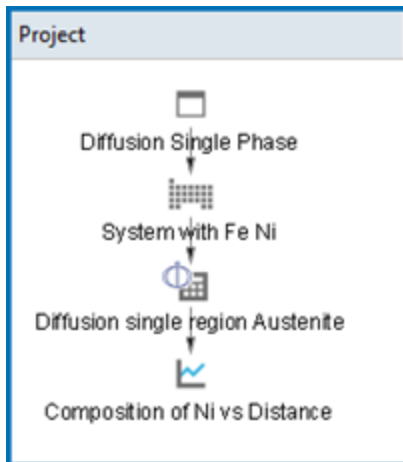 Project
Diffusion Single Phase
System with Fe Ni
Diffusion single region Austenite
Composition of Ni vs Distance